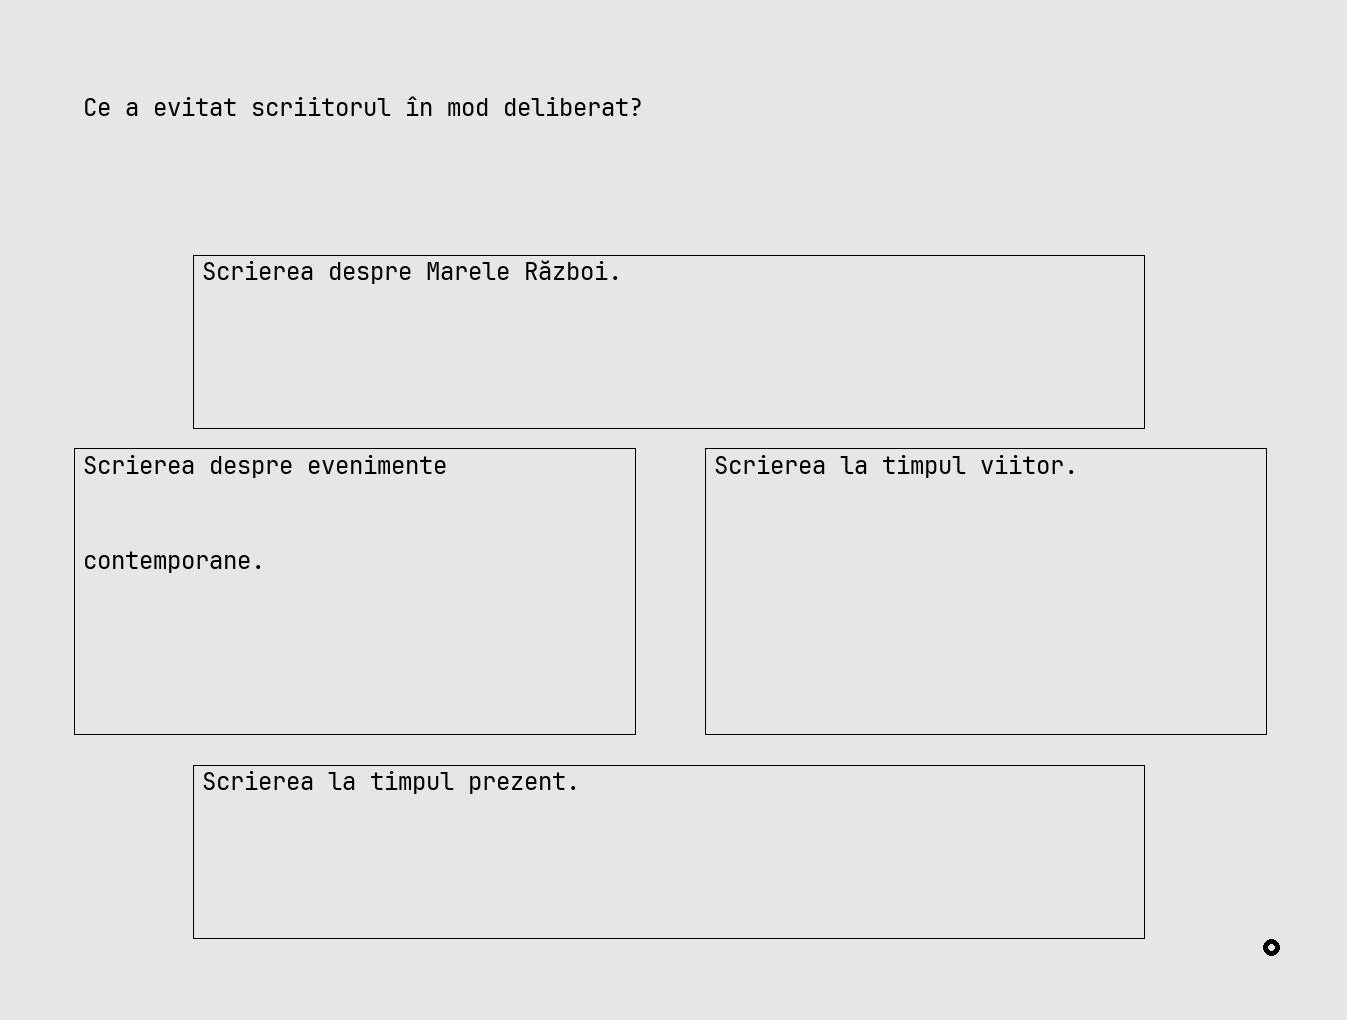 Ce a evitat scriitorul în mod deliberat?
Scrierea despre Marele Război.
Scrierea despre evenimente
contemporane.
Scrierea la timpul viitor.
Scrierea la timpul prezent.